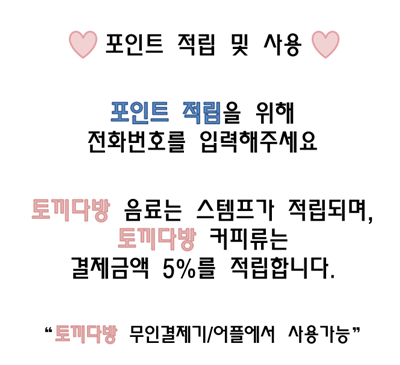 포인트 적립 및 사용
포인트 적립을 위해
전화번호를 입력해주세요
토끼다방 음료는 스템프가 적립되며,
토끼다방 커피류는
결제금액 5%를 적립합니다.
“토끼다방 무인결제기/어플에서 사용가능”